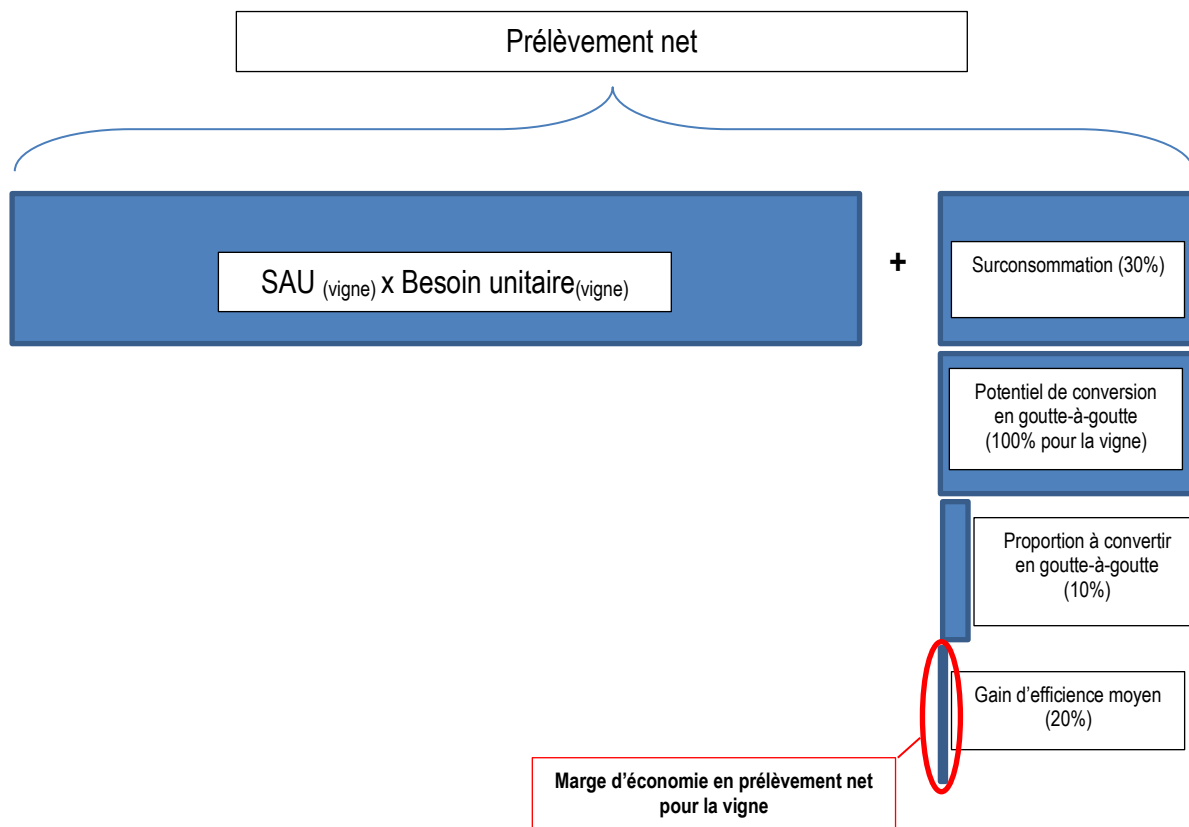 Prélèvement net
SAU (vigne) x Besoin unitaire(vigne)
+
Surconsommation (30%)
Potentiel de conversion
en goutte-à-goutte
(100% pour la vigne)
Proportion à convertir
en goutte-à-goutte
(10%)
Gain d’efficience moyen
(20%)
Marge d’économie en prélèvement net
pour la vigne